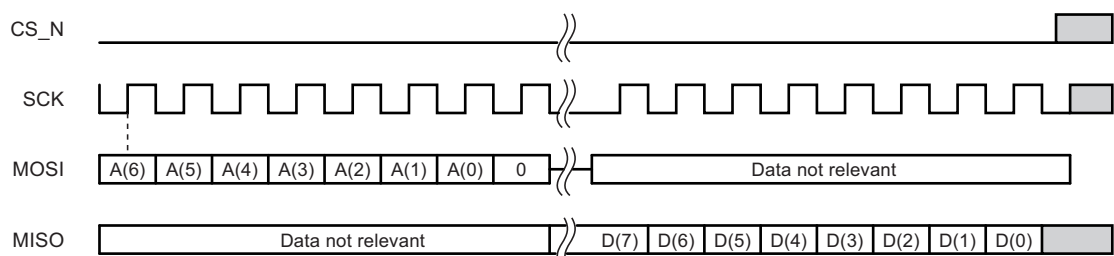 CS_N
SCK
MOSI A(6) A(5) A(4) A(3) A(2) A(1) A(0) 0 Data not relevant
MISO Data not relevant D(7) D(6) D(5) D(4) D(3) D(2) D(1) D(0)